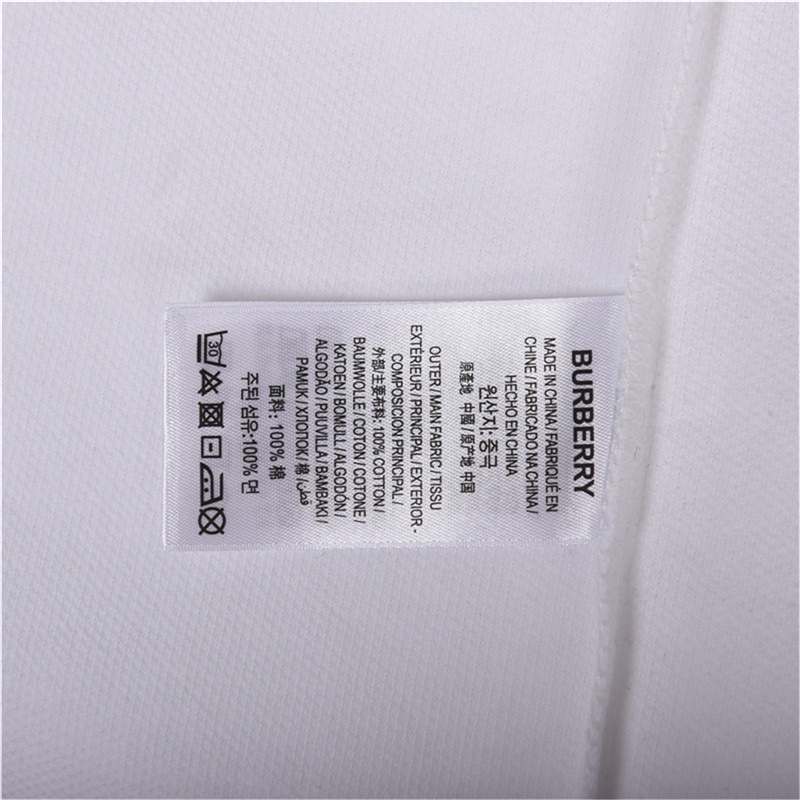 BURBERRY
MADE IN CHINA / FABRIQUÉ EN
CHINE / FABRICADO NA CHINA /
HECHO EN CHINA
원산지: 중국
原產地 中國 / 原产地 中国
OUTER / MAIN FABRIC / TISSU
EXTÉRIEUR / PRINCIPAL / EXTERIOR -
COMPOSICION PRINCIPAL /
外部/主要布料: 100% COTTON /
BAUMWOLLE / COTON / COTONE /
KATOEN / BOMULL / ALGODÓN /
ALGODÃO / PUUVILLA / BAMBAKI /
PAMUK / ХЛОПОК / 棉 / قطن
面料: 100% 棉
주된 섬유:100% 면
30